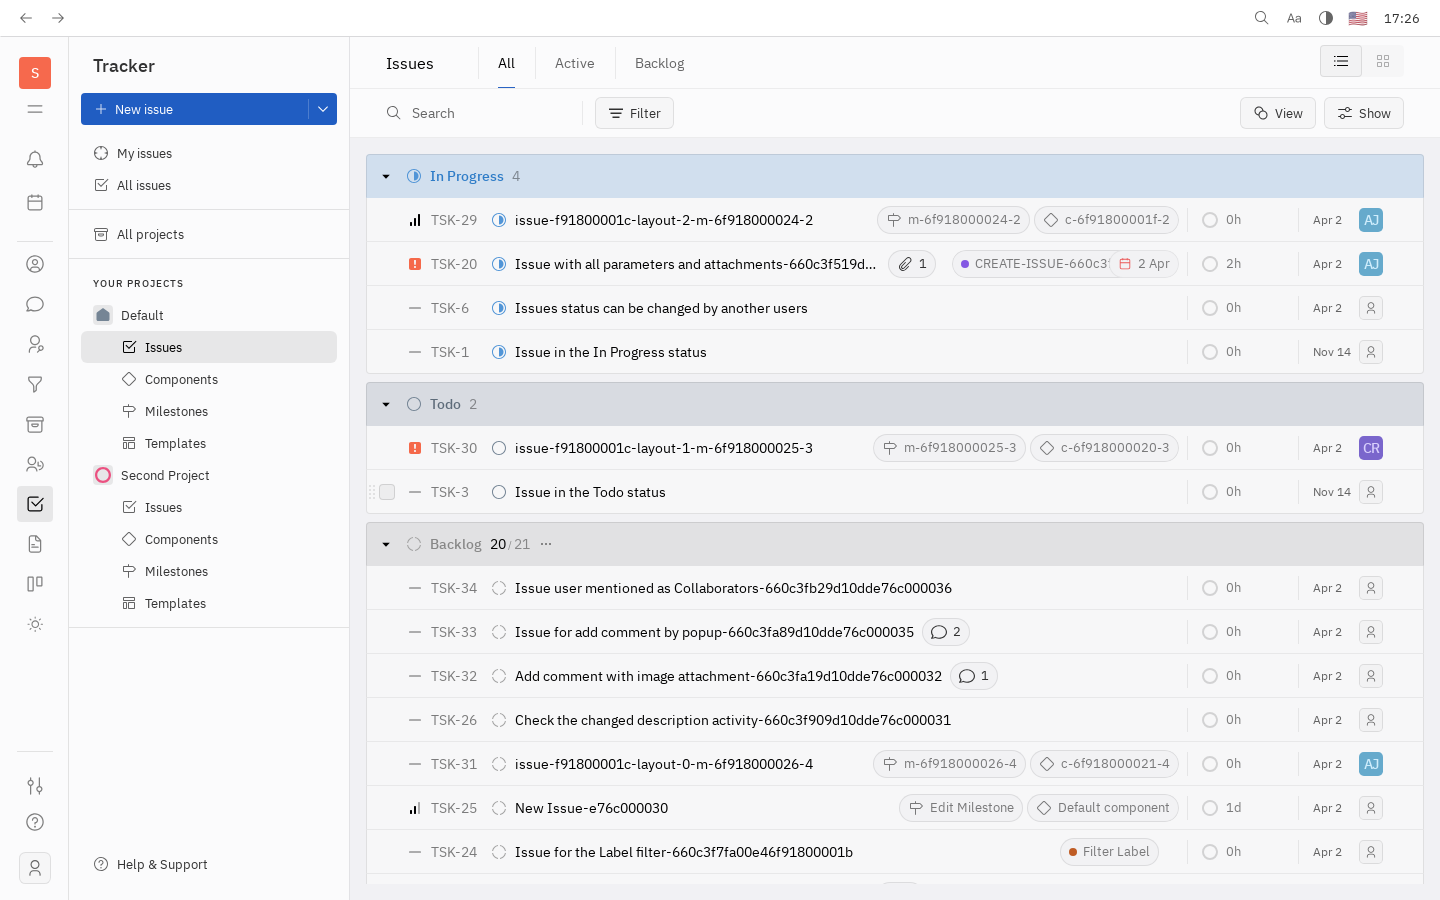 Aa 17:26
S
Tracker
New issue
My issues
All issues
All projects
YOUR PROJECTS
Default
Issues
Components
Milestones
Templates
Second Project
Issues
Components
Milestones
Templates
Help & Support
Issues All Active Backlog
Search Filter View Show
In Progress 4
TSK-29 issue-f91800001c-layout-2-m-6f918000024-2 m-6f918000024-2 c-6f91800001f-2 0h Apr 2 AJ
TSK-20 Issue with all parameters and attachments-660c3f519d... 1 CREATE-ISSUE-660c3 2 Apr 2h Apr 2 AJ
TSK-6 Issues status can be changed by another users 0h Apr 2
TSK-1 Issue in the In Progress status 0h Nov 14
Todo 2
TSK-30 issue-f91800001c-layout-1-m-6f918000025-3 m-6f918000025-3 c-6f918000020-3 0h Apr 2 CR
TSK-3 Issue in the Todo status 0h Nov 14
Backlog 20/21 ...
TSK-34 Issue user mentioned as Collaborators-660c3fb29d10dde76c000036 0h Apr 2
TSK-33 Issue for add comment by popup-660c3fa89d10dde76c000035 2 0h Apr 2
TSK-32 Add comment with image attachment-660c3fa19d10dde76c000032 1 0h Apr 2
TSK-26 Check the changed description activity-660c3f909d10dde76c000031 0h Apr 2
TSK-31 issue-f91800001c-layout-0-m-6f918000026-4 m-6f918000026-4 c-6f918000021-4 0h Apr 2 AJ
TSK-25 New Issue-e76c000030 Edit Milestone Default component 1d Apr 2
TSK-24 Issue for the Label filter-660c3f7fa00e46f91800001b Filter Label 0h Apr 2